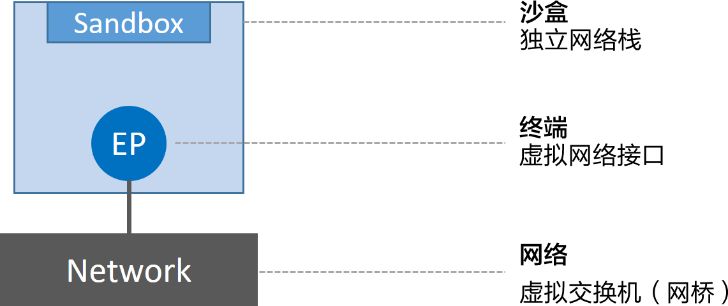 Sandbox
沙盒
独立网络栈
EP
终端
虚拟网络接口
Network
网络
虚拟交换机（网桥）